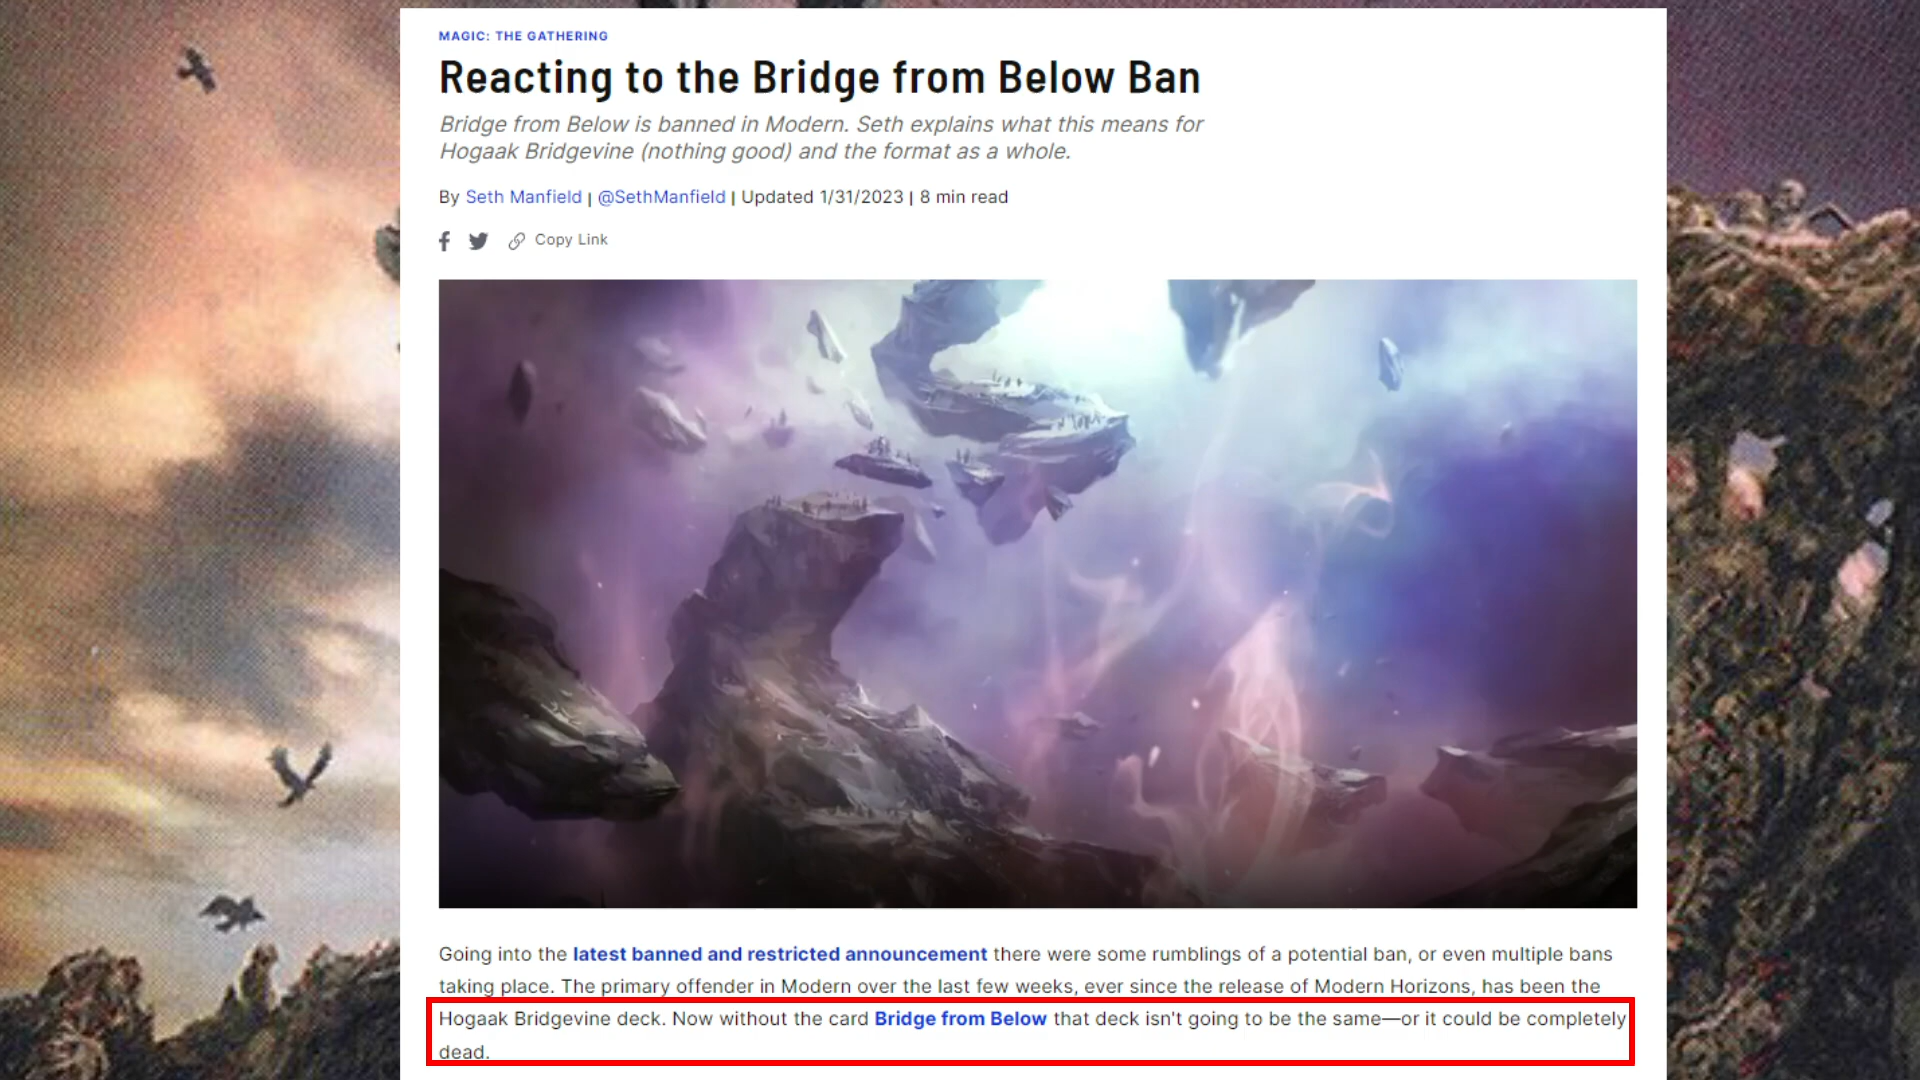 MAGIC: THE GATHERING
Reacting to the Bridge from Below Ban
Bridge from Below is banned in Modern. Seth explains what this means for
Hogaak Bridgevine (nothing good) and the format as a whole.
By Seth Manfield | @SethManfield | Updated 1/31/2023 | 8 min read
Copy Link
Going into the latest banned and restricted announcement there were some rumblings of a potential ban, or even multiple bans
taking place. The primary offender in Modern over the last few weeks, ever since the release of Modern Horizons, has been the
Hogaak Bridgevine deck. Now without the card Bridge from Below that deck isn't going to be the same—or it could be completely
dead.